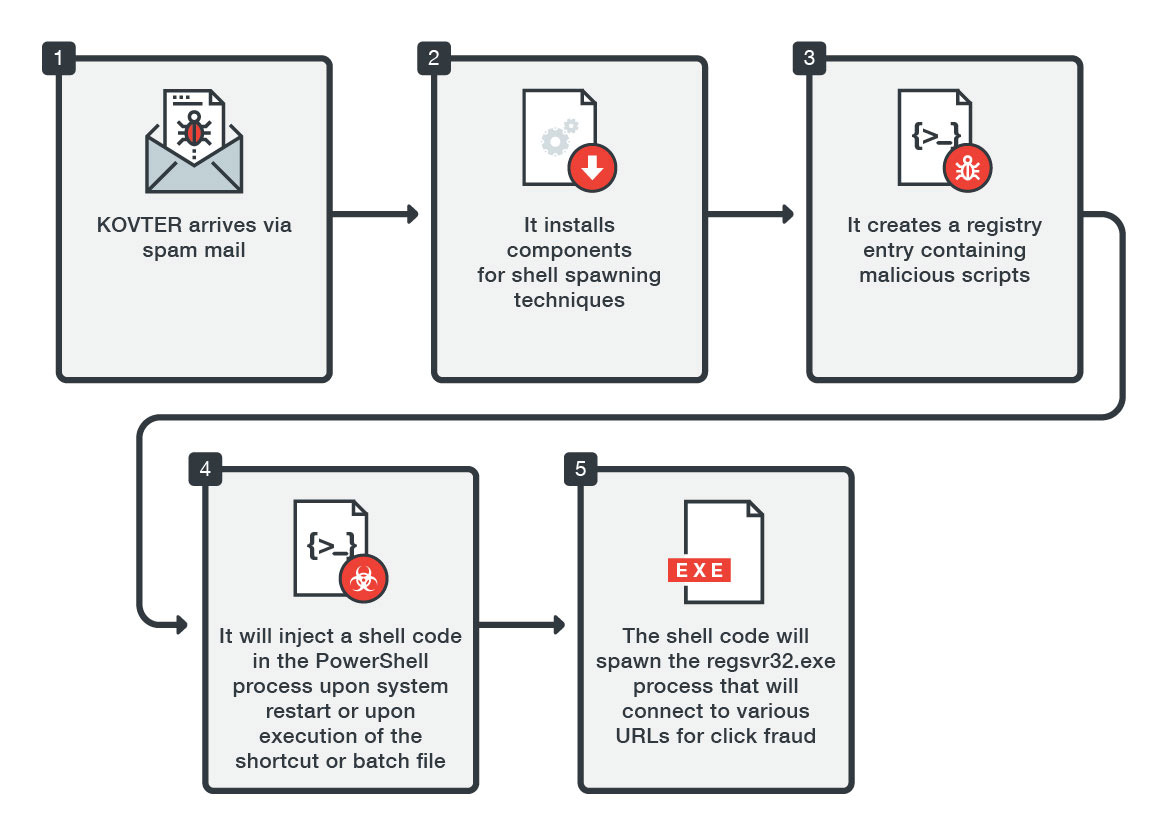 1
KOVTER arrives via
spam mail
2
It installs
components
for shell spawning
techniques
3
{>_}
It creates a registry
entry containing
malicious scripts
4
{>_}
It will inject a shell code
in the PowerShell
process upon system
restart or upon
execution of the
shortcut or batch file
5
EXE
The shell code will
spawn the regsvr32.exe
process that will
connect to various
URLs for click fraud